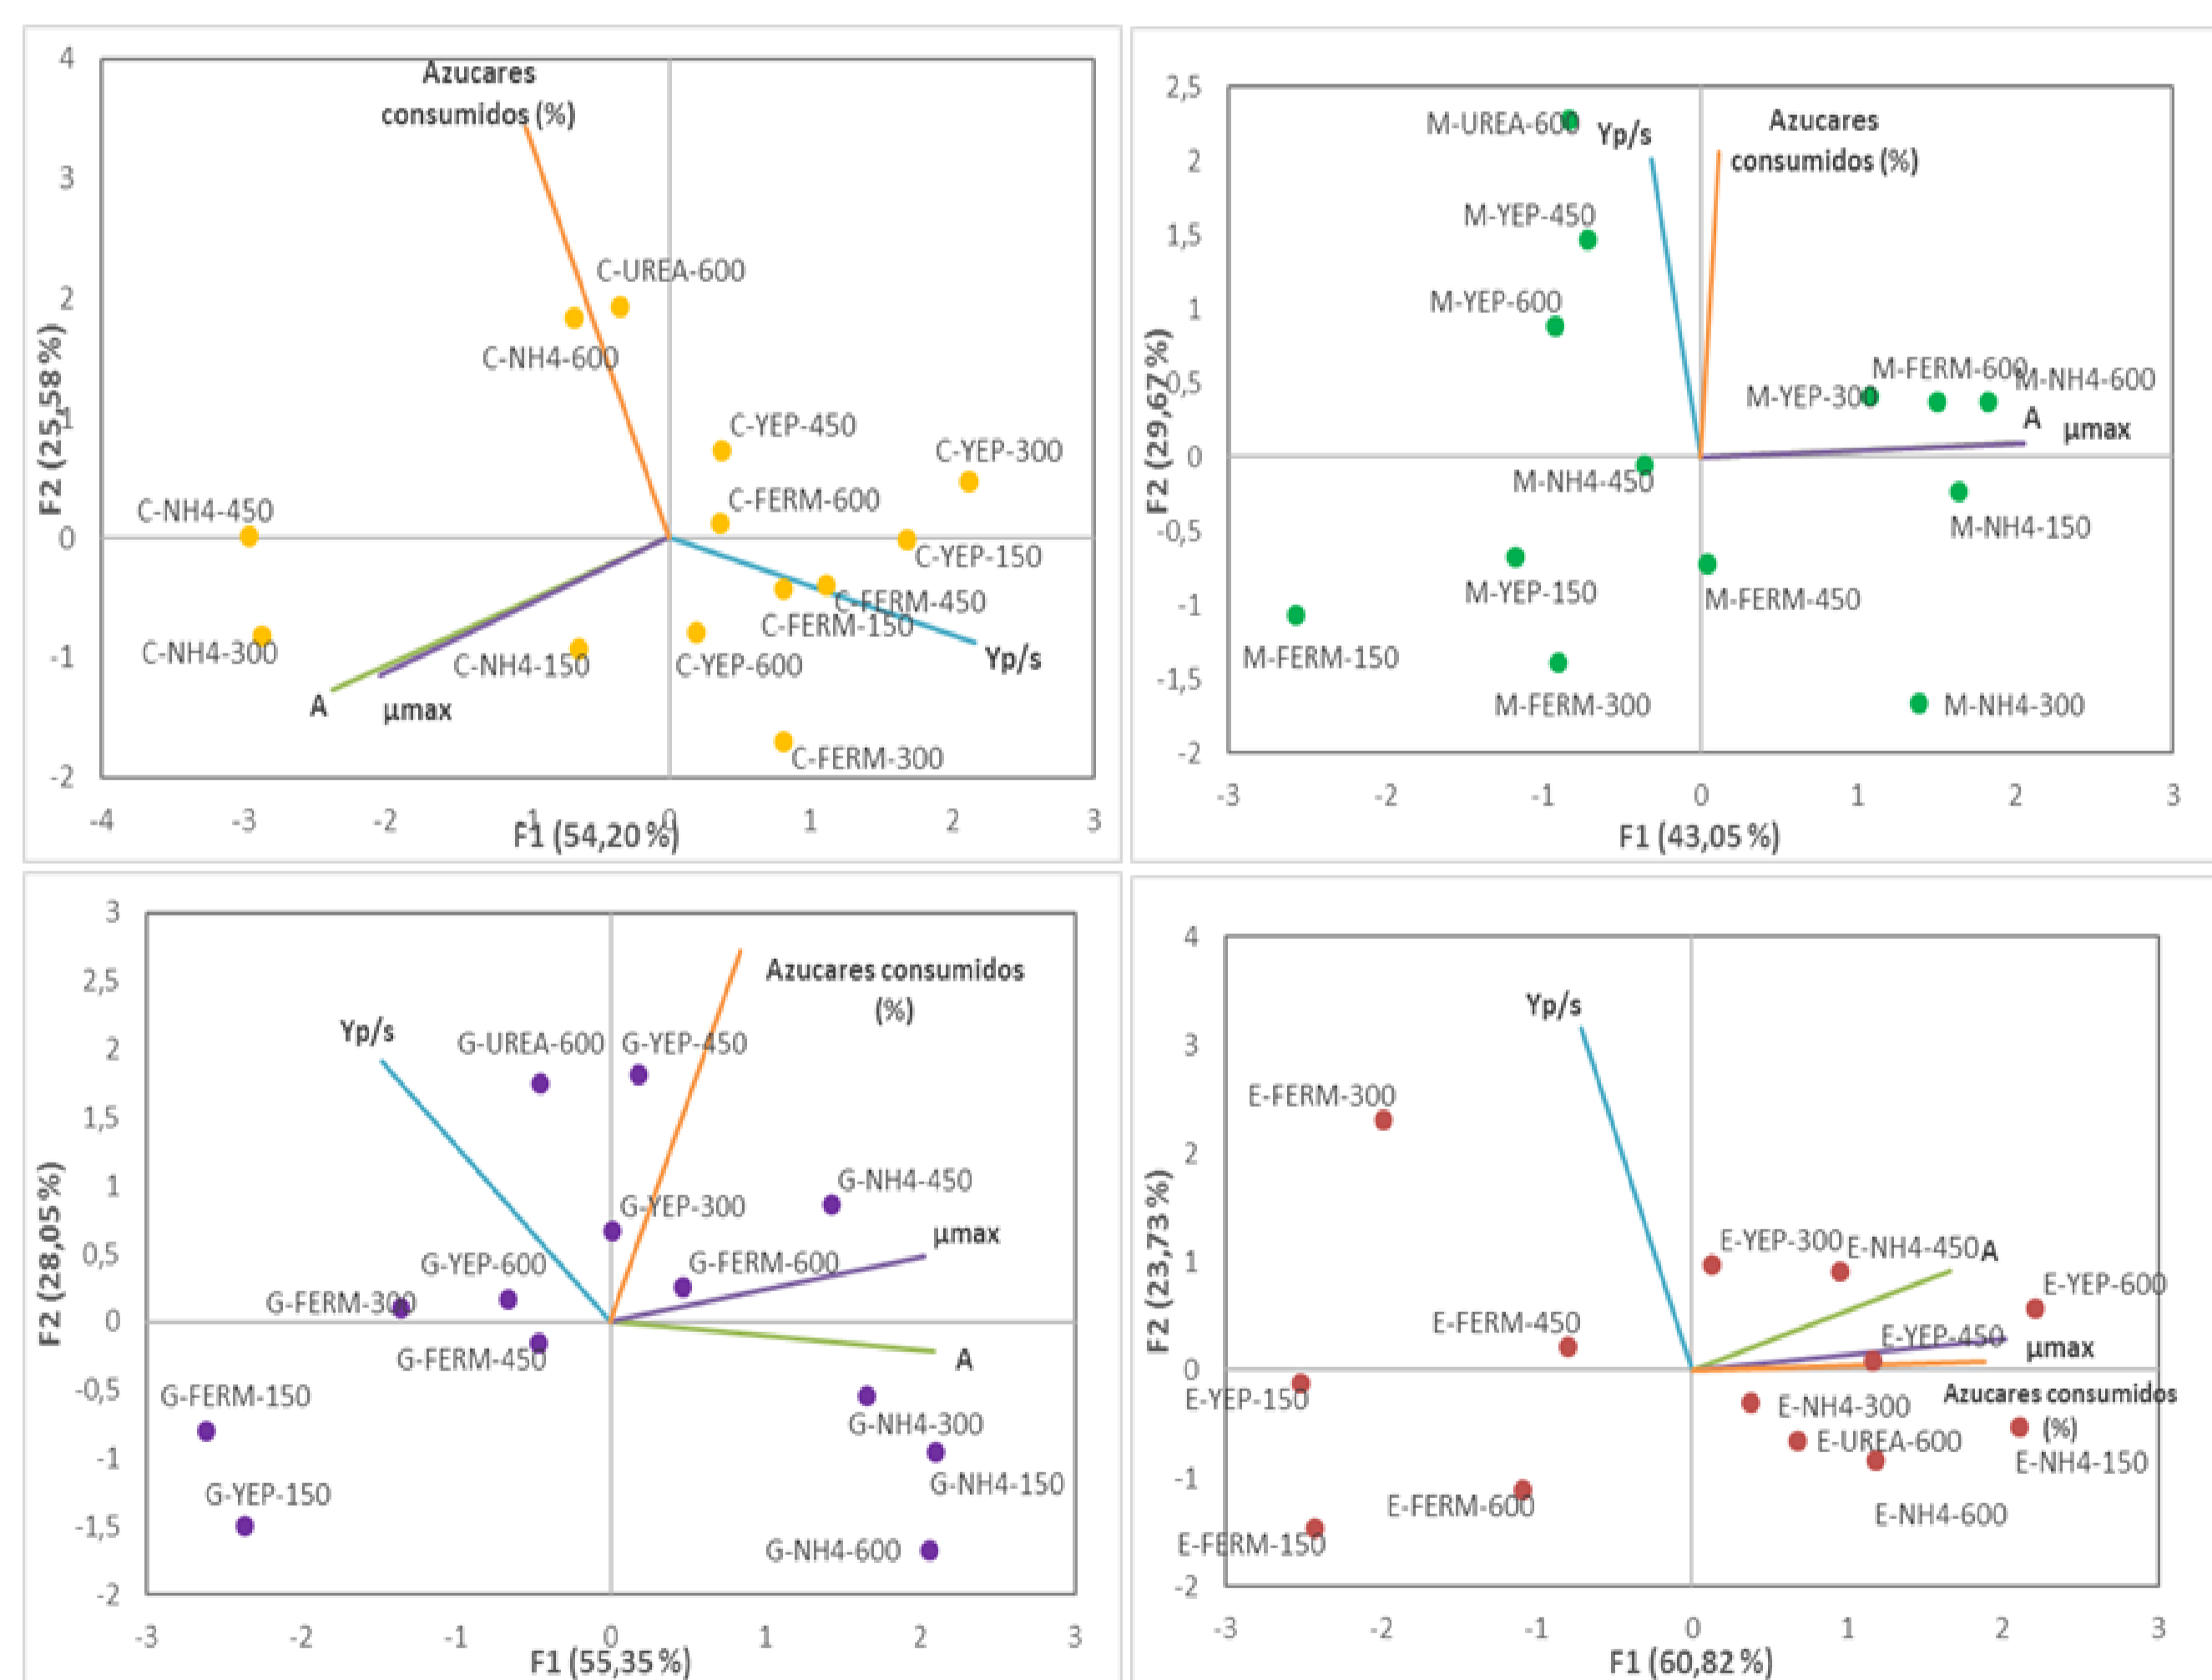 4
3
2
1
0
-1
-2
F2 (25,58 %)
Azucares
consumidos (%)
C-UREA-600
C-NH4-600
C-YEP-450
C-YEP-300
C-FERM-600
C-NH4-450
C-YEP-150
C-FERM-450
C-FERM-150
C-NH4-300
C-NH4-150
C-YEP-600
Yp/s
A
µmax
C-FERM-300
-4
-3
-2
-1
0
1
2
3
F1 (54,20 %)
2,5
2
1,5
1
0,5
0
-0,5
-1
-1,5
-2
F2 (29,67 %)
M-UREA-600
Yp/s
Azucares
consumidos (%)
M-YEP-450
M-YEP-600
M-FERM-600
M-NH4-600
M-YEP-300
A
µmax
M-NH4-450
M-NH4-150
M-YEP-150
M-FERM-450
M-FERM-150
M-FERM-300
M-NH4-300
-3
-2
-1
0
1
2
3
F1 (43,05 %)
3
2,5
2
1,5
1
0,5
0
-0,5
-1
-1,5
-2
F2 (28,05 %)
Azucares consumidos
(%)
Yp/s
G-UREA-600
G-YEP-450
G-NH4-450
G-YEP-300
µmax
G-YEP-600
G-FERM-600
G-FERM-300
G-FERM-450
A
G-FERM-150
G-NH4-300
G-NH4-150
G-YEP-150
G-NH4-600
-3
-2
-1
0
1
2
3
F1 (55,35 %)
4
3
2
1
0
-1
-2
F2 (23,73 %)
Yp/s
E-FERM-300
E-YEP-300
E-NH4-450
A
E-YEP-600
E-FERM-450
E-YEP-450
µmax
E-YEP-150
Azucares consumidos
(%)
E-NH4-300
E-UREA-600
E-NH4-150
E-FERM-600
E-NH4-600
E-FERM-150
-3
-2
-1
0
1
2
3
F1 (60,82 %)